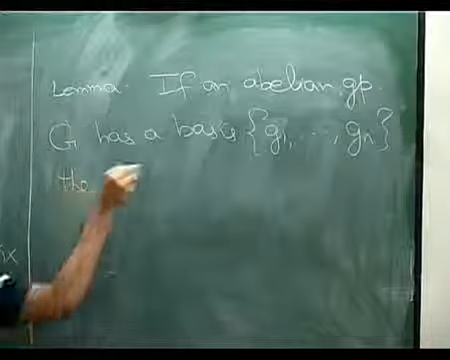 Lemma. If an abelian gp.
G has a basis {g₁, ..., gₙ}
the